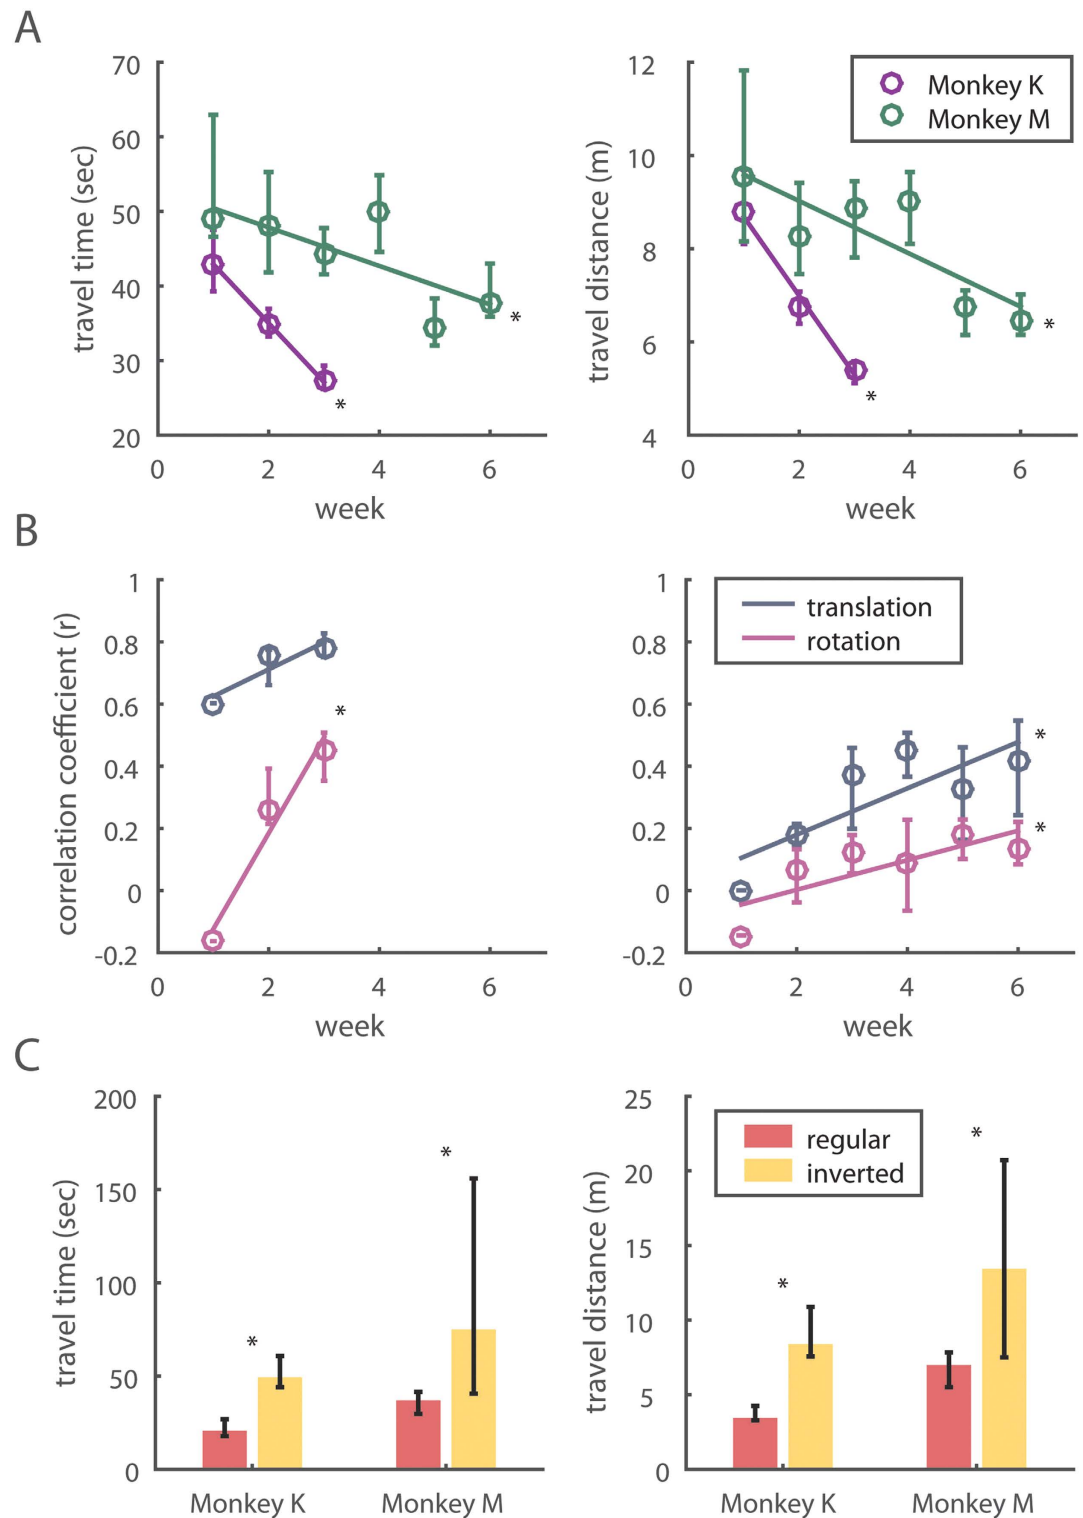 A
70
60
50
40
30
20
0
2
4
6
travel time (sec)
week
*
*
12
10
8
6
4
0
2
4
6
travel distance (m)
week
*
*
Monkey K
Monkey M
B
1
0.8
0.6
0.4
0.2
0
-0.2
0
2
4
6
correlation coefficient (r)
week
*
1
0.8
0.6
0.4
0.2
0
-0.2
0
2
4
6
week
translation
rotation
*
*
C
200
150
100
50
0
travel time (sec)
*
*
Monkey K
Monkey M
25
20
15
10
5
0
travel distance (m)
regular
inverted
*
*
Monkey K
Monkey M